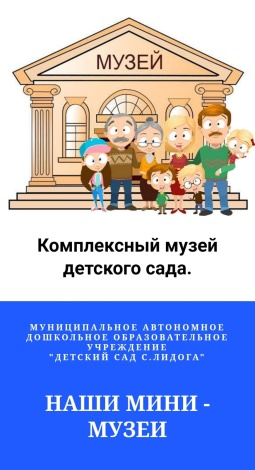 МУЗЕЙ
Комплексный музей
детского сада.
МУНИЦИПАЛЬНОЕ АВТОНОМНОЕ
ДОШКОЛЬНОЕ ОБРАЗОВАТЕЛЬНОЕ
УЧРЕЖДЕНИЕ
"ДЕТСКИЙ САД С.ЛИДОГА"
НАШИ МИНИ -
МУЗЕИ